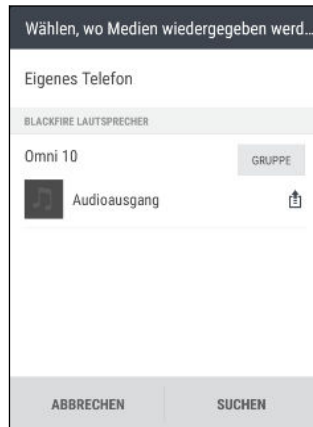 Wählen, wo Medien wiedergegeben werd...
Eigenes Telefon
BLACKFIRE LAUTSPRECHER
Omni 10
GRUPPE
Audioausgang
ABBRECHEN
SUCHEN